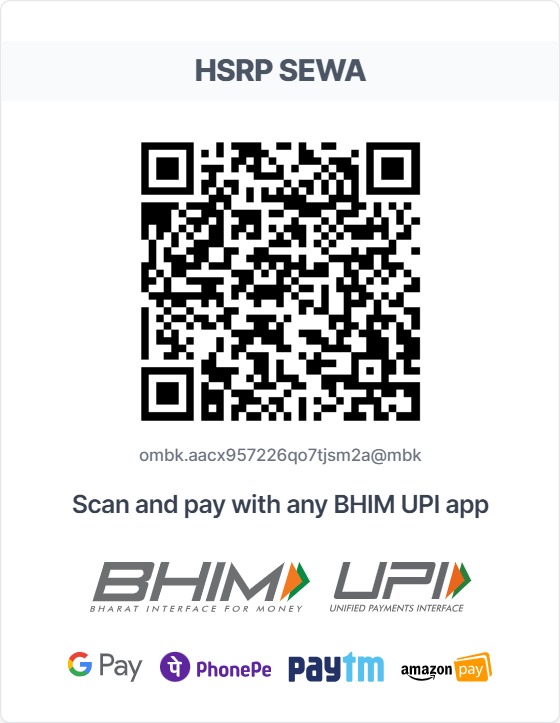 HSRP SEWA
ombk.aacx957226qo7tjsm2a@mbk
Scan and pay with any BHIM UPI app
BHIM UPI
BHARAT INTERFACE FOR MONEY UNIFIED PAYMENTS INTERFACE
G Pay पे PhonePe paytm amazon pay